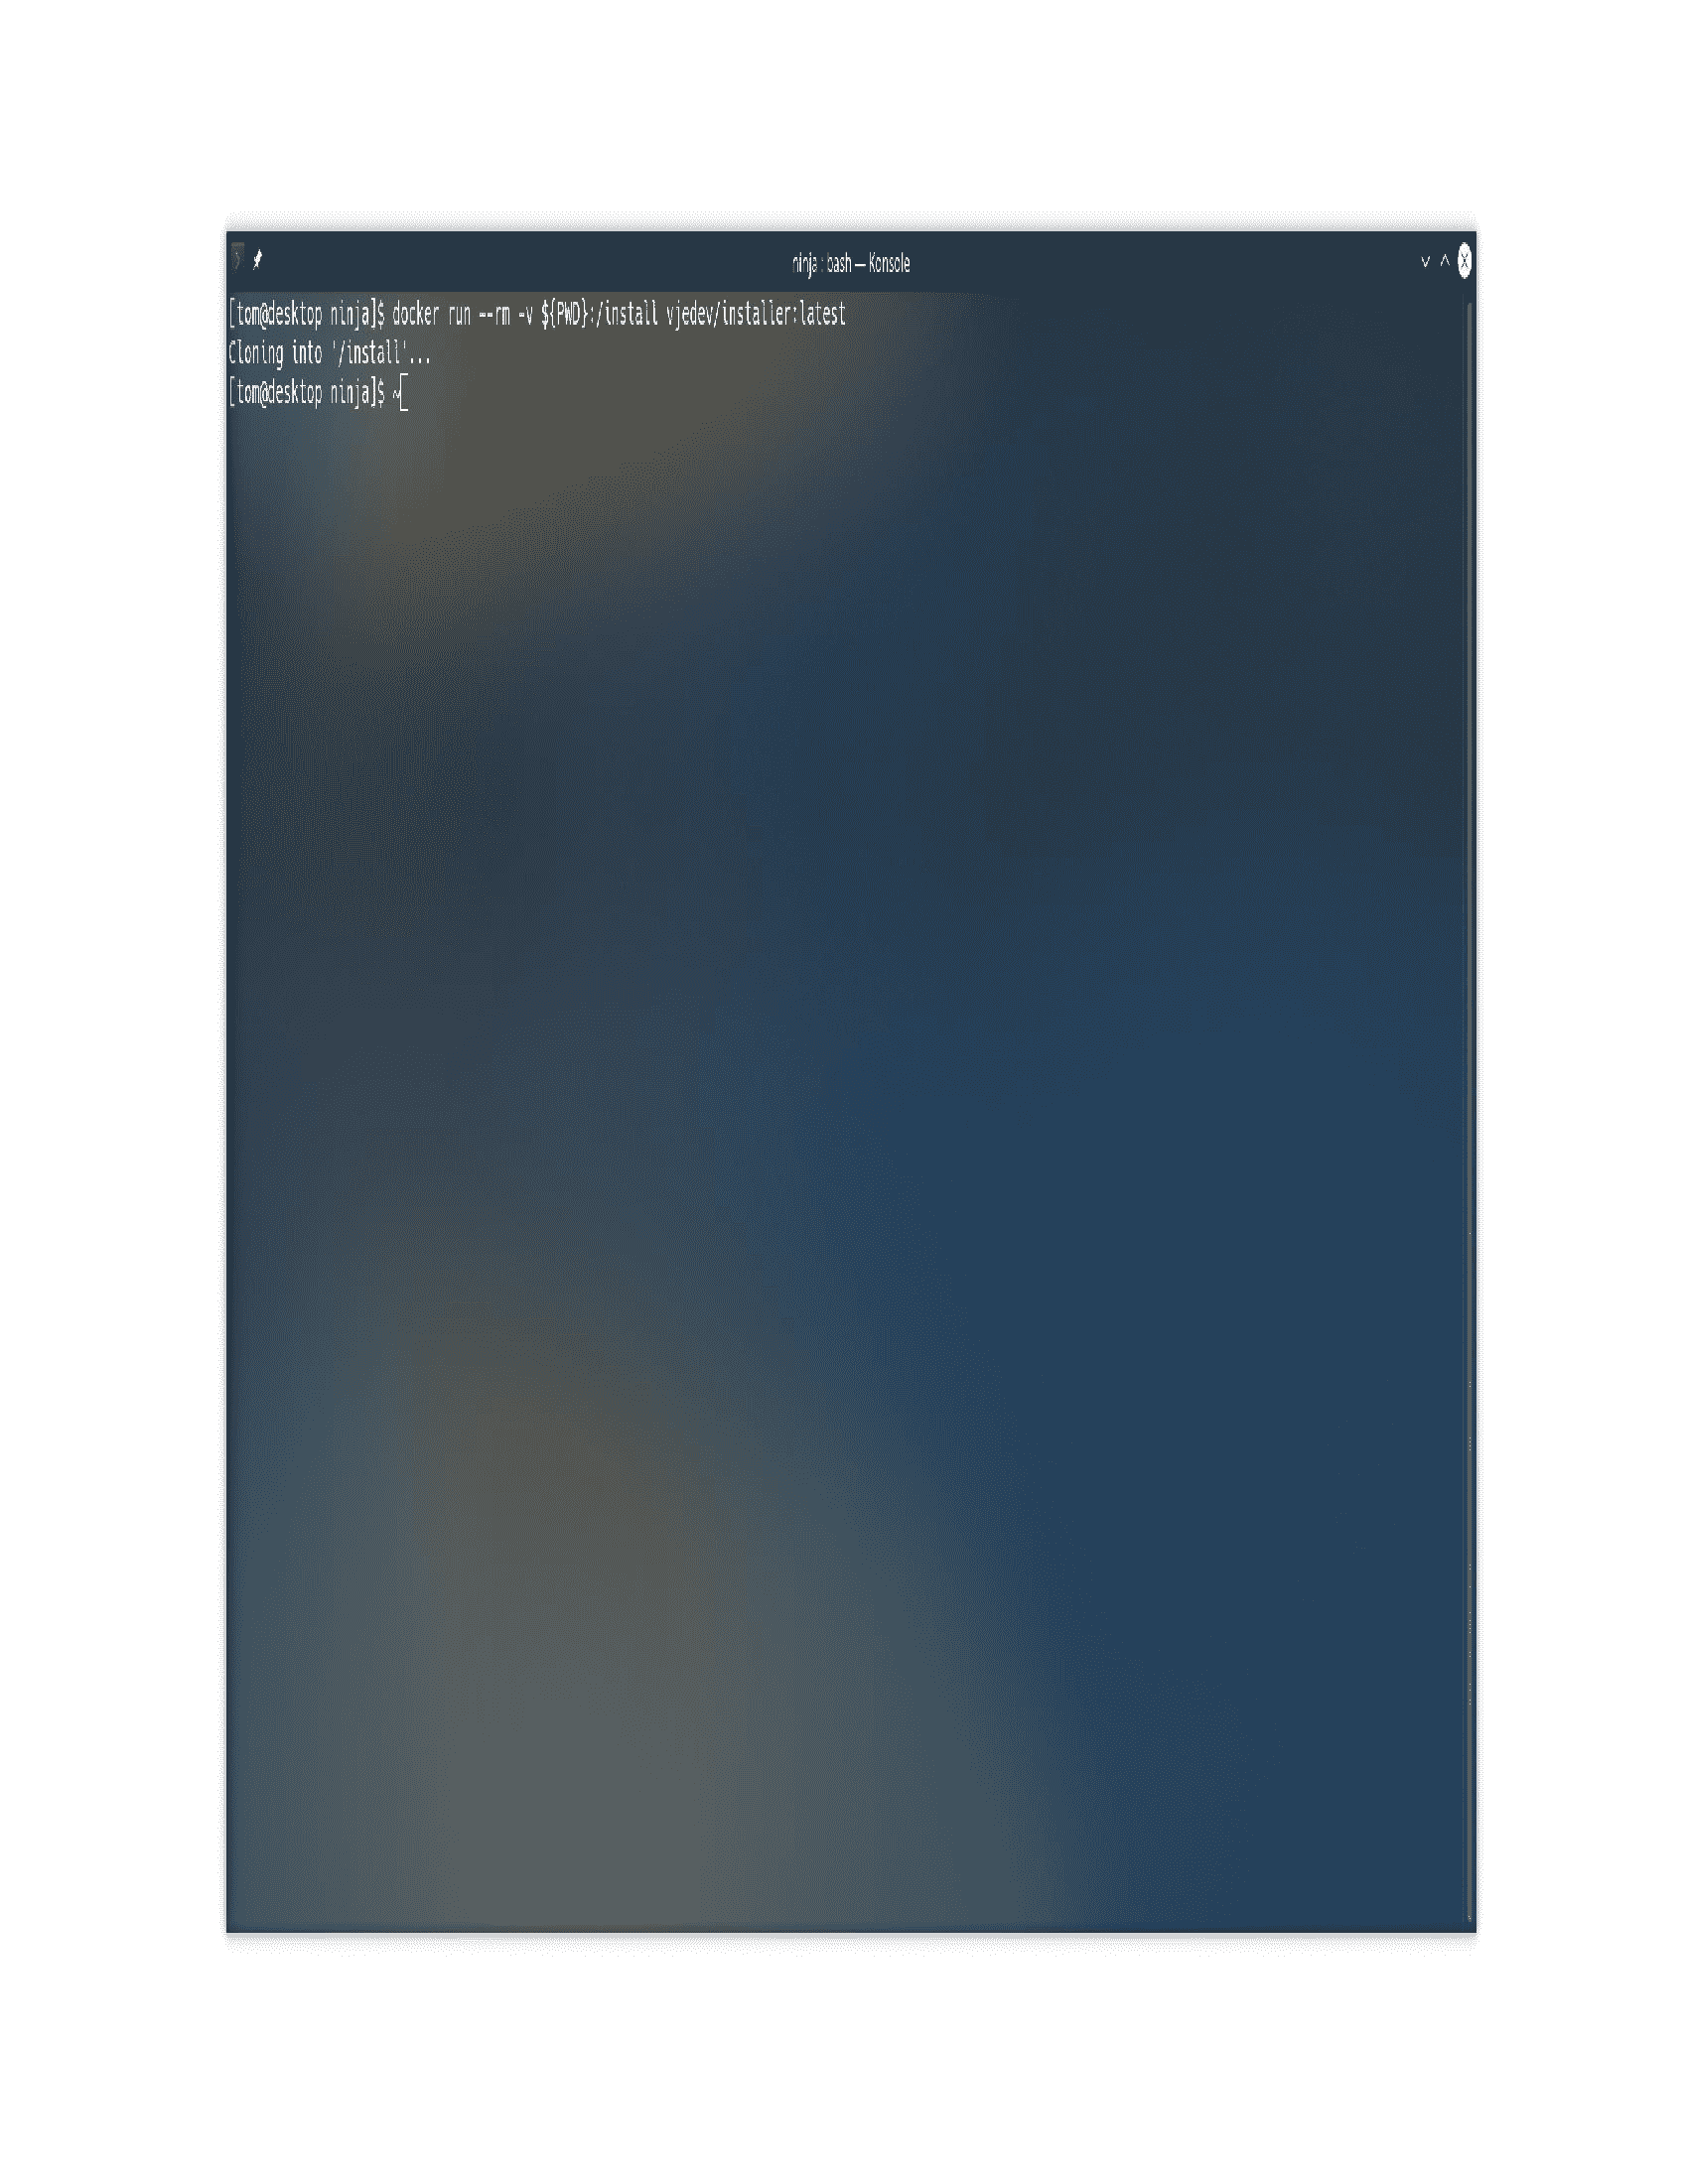 ninja : bash — Konsole
[tom@desktop ninja]$ docker run --rm -v ${PWD}:/install vjedev/installer:latest
Cloning into '/install'...
[tom@desktop ninja]$ ~